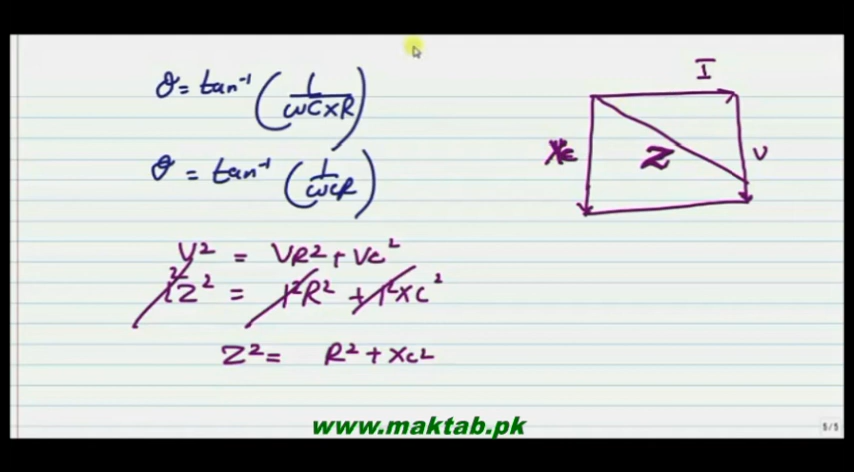 θ = tan⁻¹ (1/ωC×R)
θ = tan⁻¹ (1/ωCR)
V² = VR² + Vc²
I²Z² = I²R² + I²Xc²
Z² = R² + Xc²
I
Xc
Z
V
www.maktab.pk
5/5